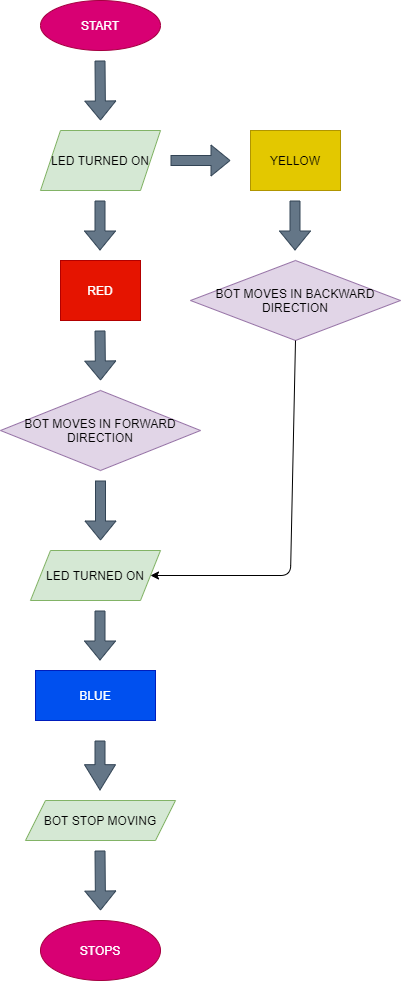 START
LED TURNED ON
YELLOW
RED
BOT MOVES IN BACKWARD
DIRECTION
BOT MOVES IN FORWARD
DIRECTION
LED TURNED ON
BLUE
BOT STOP MOVING
STOPS